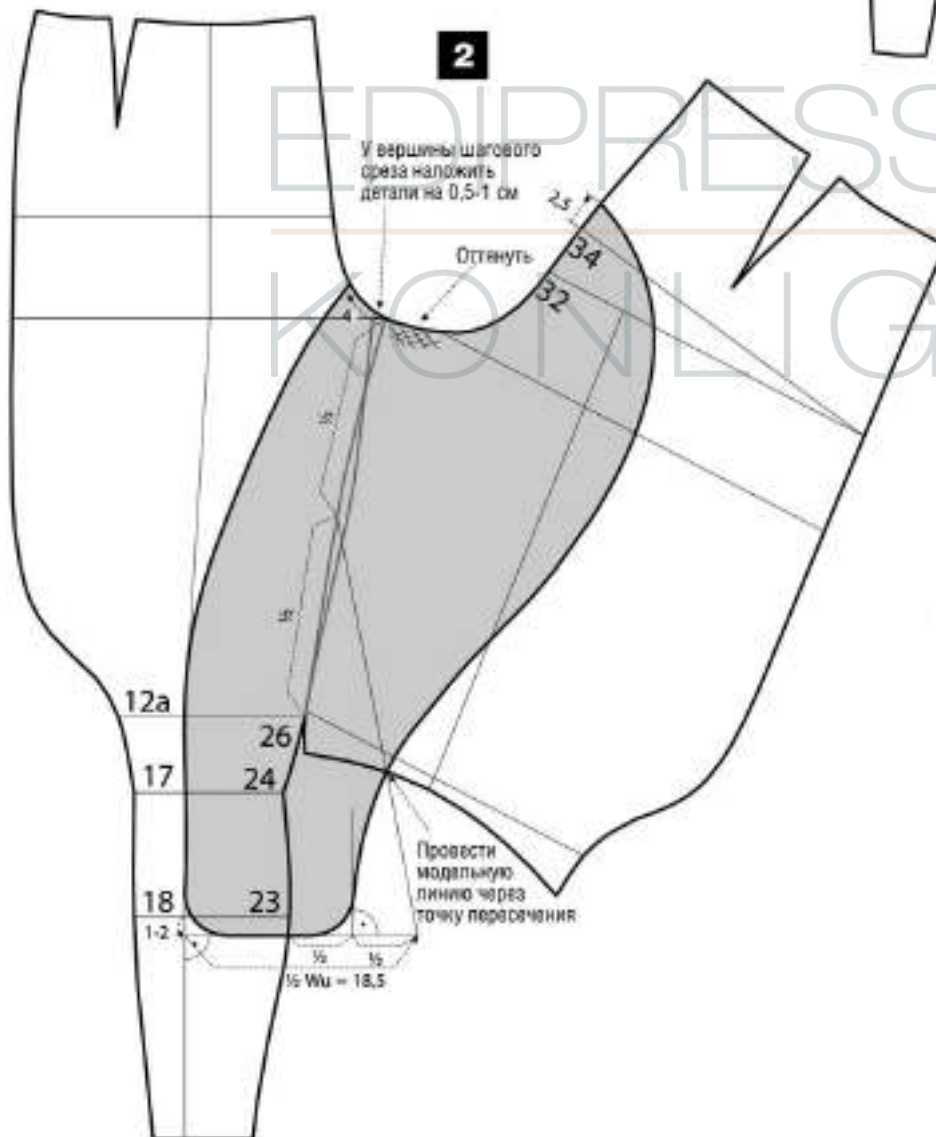 2
EDIPRESS
KONLIG
У вершины шагового
среза наложить
детали на 0,5-1 см
Оттянуть
2,5
34
32
4
½
½
12a
26
17
24
18
23
1-2
Провести
модельную
линию через
точку пересечения
½
½
½ Wu = 18,5